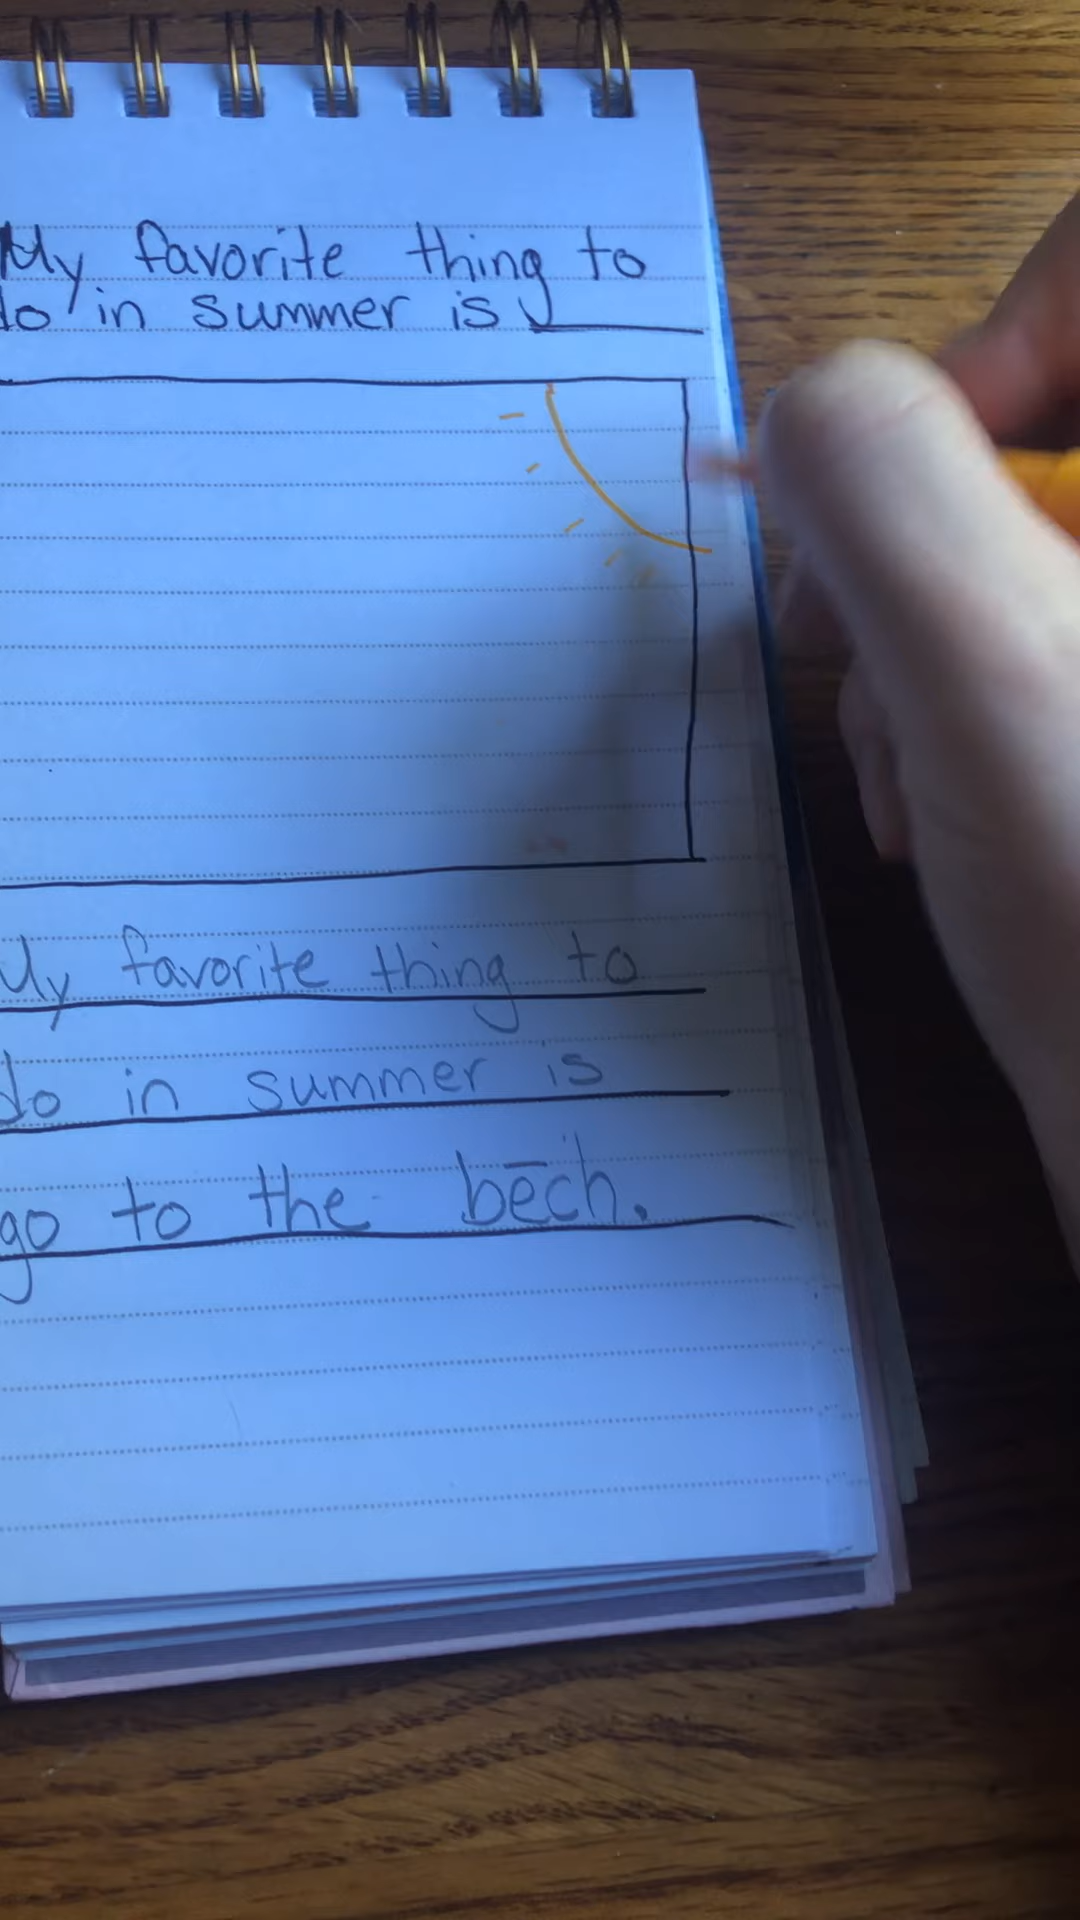 My favorite thing to
do in summer is ____
My favorite thing to
do in summer is
go to the bēch.